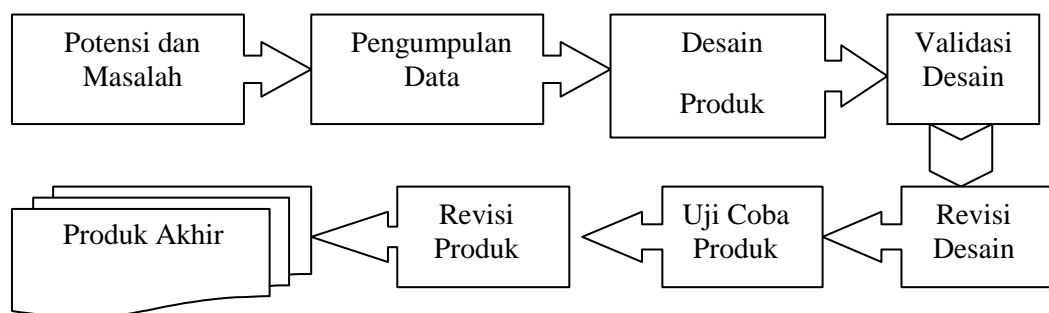 Potensi dan
Masalah
Pengumpulan
Data
Desain
Produk
Validasi
Desain
Revisi
Desain
Uji Coba
Produk
Revisi
Produk
Produk Akhir